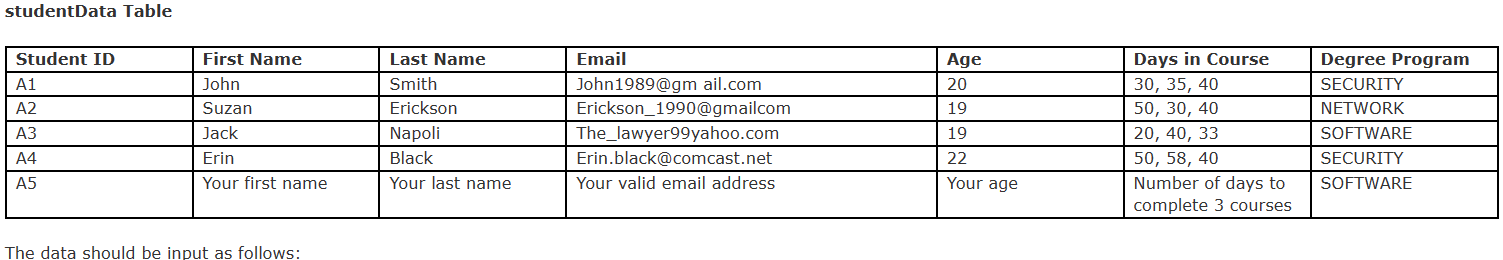 studentData Table
Student ID First Name Last Name Email Age Days in Course Degree Program
A1 John Smith John1989@gm ail.com 20 30, 35, 40 SECURITY
A2 Suzan Erickson Erickson_1990@gmailcom 19 50, 30, 40 NETWORK
A3 Jack Napoli The_lawyer99yahoo.com 19 20, 40, 33 SOFTWARE
A4 Erin Black Erin.black@comcast.net 22 50, 58, 40 SECURITY
A5 Your first name Your last name Your valid email address Your age Number of days to SOFTWARE
complete 3 courses
The data should be input as follows: